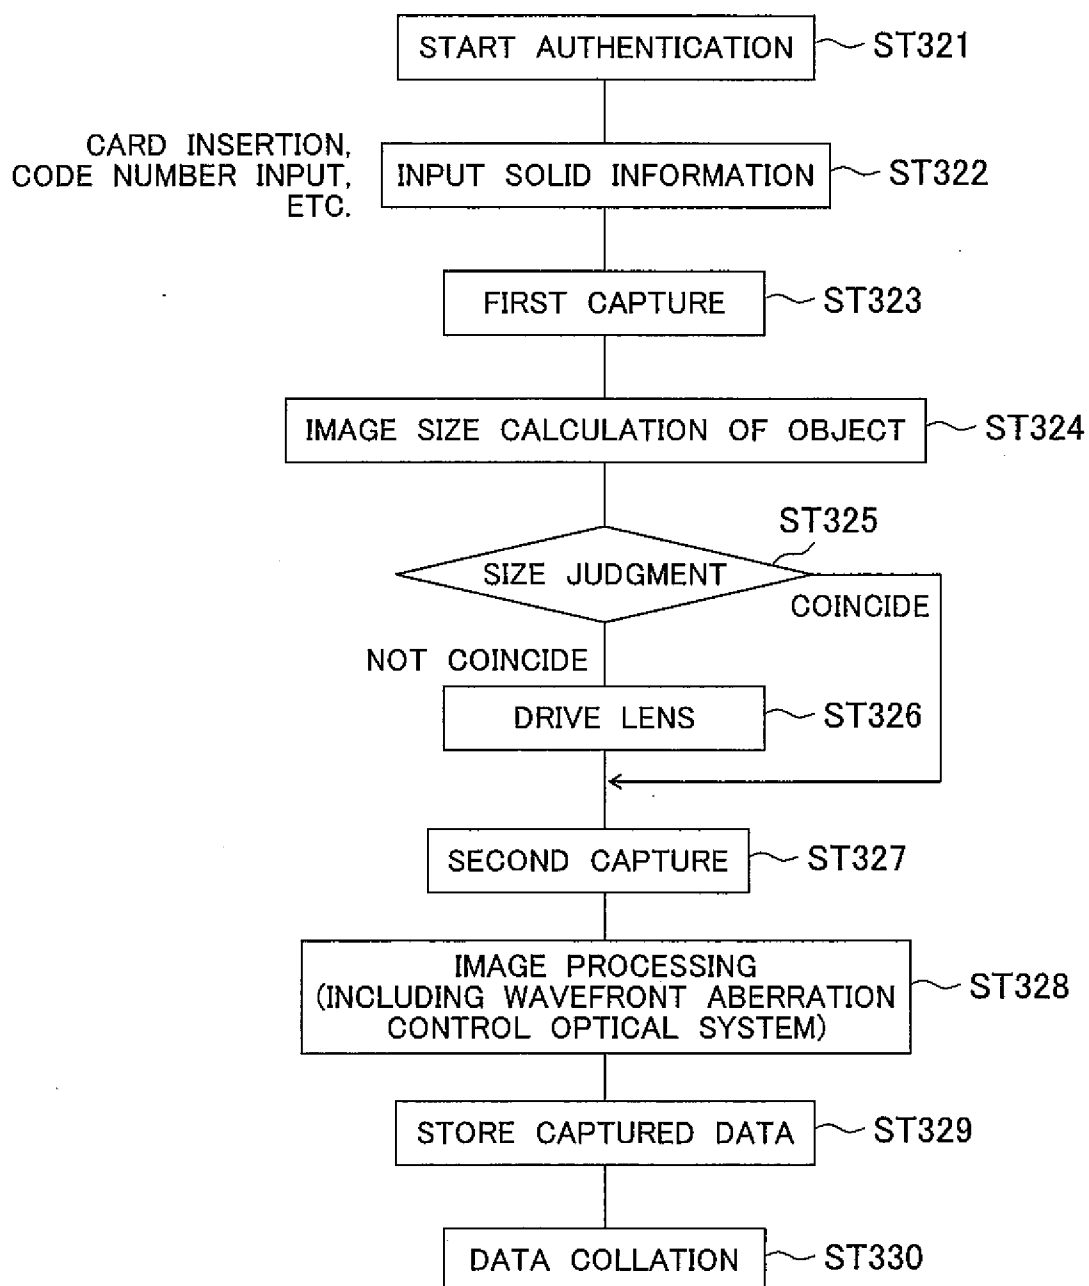 START AUTHENTICATION
ST321
CARD INSERTION,
CODE NUMBER INPUT,
ETC.
INPUT SOLID INFORMATION
ST322
FIRST CAPTURE
ST323
IMAGE SIZE CALCULATION OF OBJECT
ST324
ST325
SIZE JUDGMENT
COINCIDE
NOT COINCIDE
DRIVE LENS
ST326
SECOND CAPTURE
ST327
IMAGE PROCESSING
(INCLUDING WAVEFRONT ABERRATION
CONTROL OPTICAL SYSTEM)
ST328
STORE CAPTURED DATA
ST329
DATA COLLATION
ST330